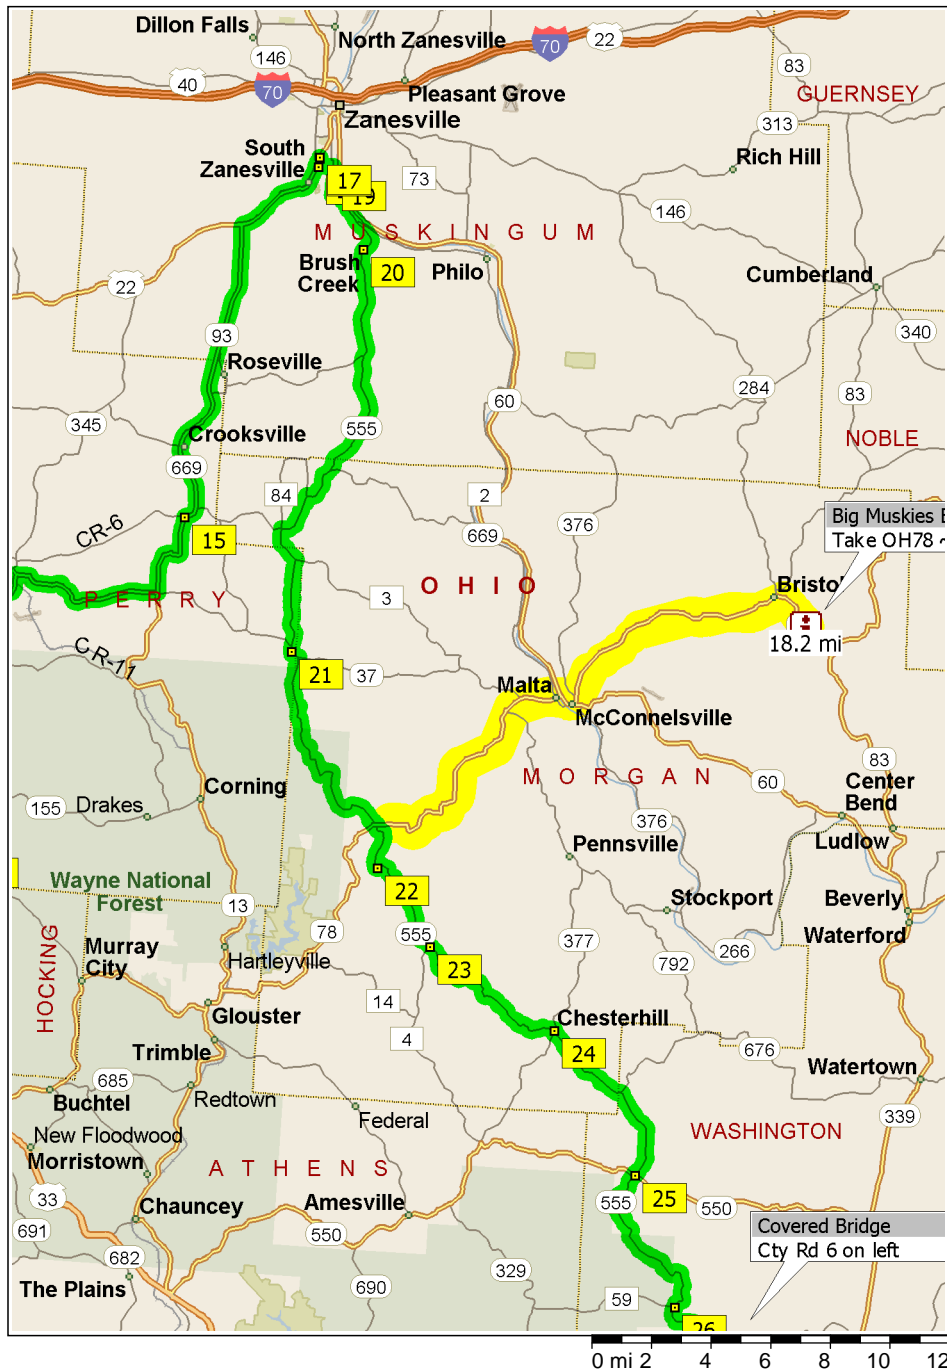 Dillon Falls
North Zanesville
70
22
146
83
40
70
GUERNSEY
Pleasant Grove
Zanesville
313
South
Zanesville
Rich Hill
17
73
19
146
MUSKINGUM
Brush
Creek
20
Philo
Cumberland
22
93
340
Roseville
284
83
60
345
555
Crooksville
NOBLE
669
84
2
376
Big Muskies
Take OH78 ~
CR-6
15
669
OHIO
Bristol
3
PERRY
18.2 mi
CR-11
21
37
Malta
McConnelsville
MORGAN
83
60
Center
Bend
Corning
155
Drakes
376
Ludlow
Pennsville
Wayne National
Forest
22
Stockport
Beverly
13
78
555
377
Waterford
HOCKING
Murray
City
Hartleyville
23
792
266
14
Glouster
Chesterhill
4
Trimble
24
676
Watertown
685
Buchtel
Redtown
Federal
339
New Floodwood
WASHINGTON
Morristown
ATHENS
33
Chauncey
Amesville
25
555
550
691
550
Covered Bridge
Cty Rd 6 on left
682
The Plains
690
329
59
26
0 mi 2 4 6 8 10 12